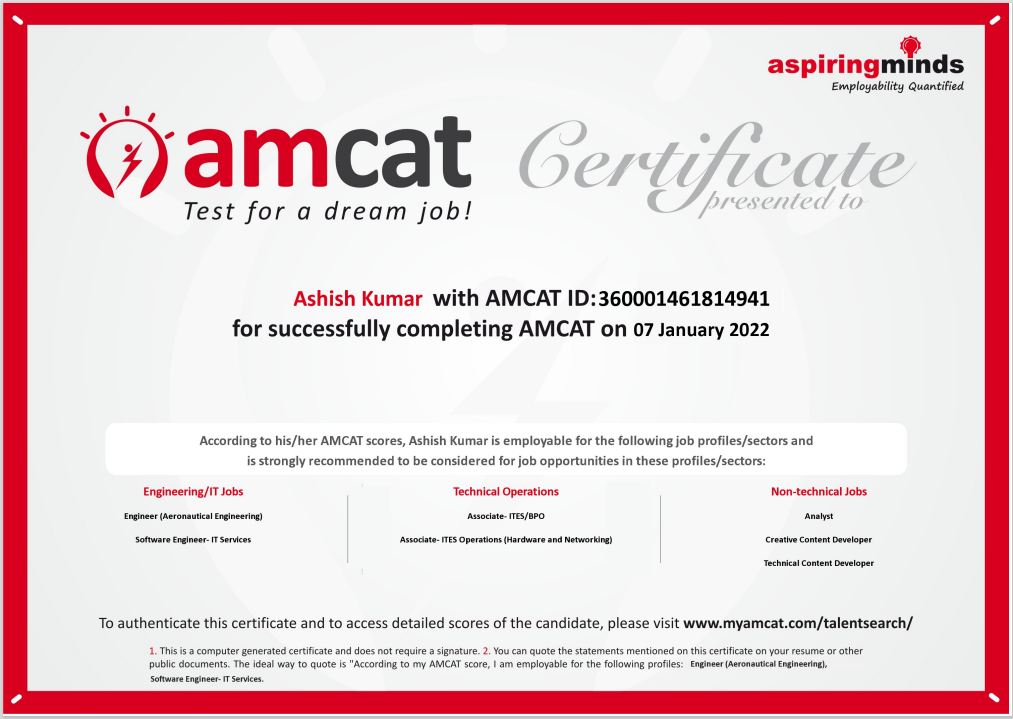 aspiringminds
Employability Quantified
amcat
Test for a dream job!
Certificate
presented to
Ashish Kumar with AMCAT ID:360001461814941
for successfully completing AMCAT on 07 January 2022
According to his/her AMCAT scores, Ashish Kumar is employable for the following job profiles/sectors and
is strongly recommended to be considered for job opportunities in these profiles/sectors:
Engineering/IT Jobs
Engineer (Aeronautical Engineering)
Software Engineer- IT Services
Technical Operations
Associate- ITES/BPO
Associate- ITES Operations (Hardware and Networking)
Non-technical Jobs
Analyst
Creative Content Developer
Technical Content Developer
To authenticate this certificate and to access detailed scores of the candidate, please visit www.myamcat.com/talentsearch/
1. This is a computer generated certificate and does not require a signature. 2. You can quote the statements mentioned on this certificate on your resume or other
public documents. The ideal way to quote is "According to my AMCAT score, I am employable for the following profiles: Engineer (Aeronautical Engineering),
Software Engineer- IT Services.